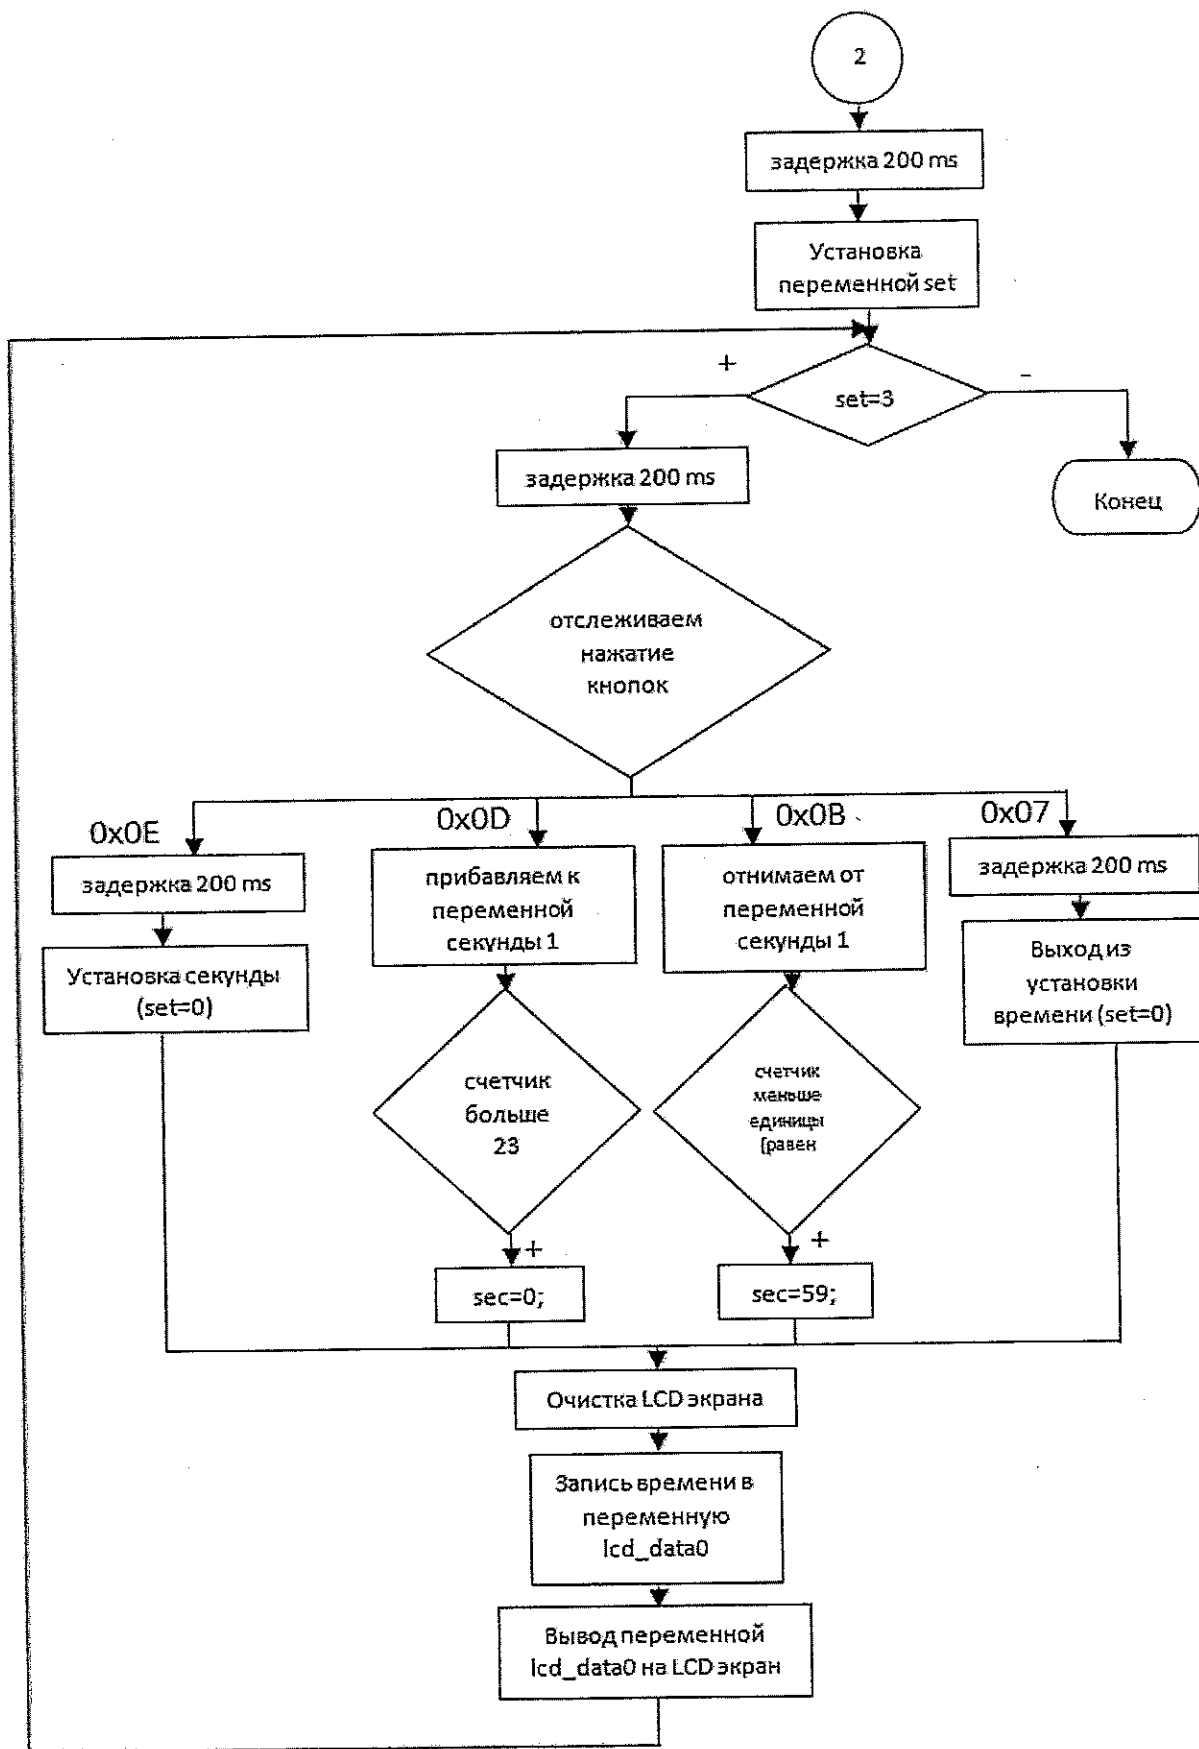 2
задержка 200 ms
Установка
переменной set
+
-
set=3
задержка 200 ms
Конец
отслеживаем
нажатие
кнопок
0x0E
0x0D
0x0B
0x07
задержка 200 ms
прибавляем к
переменной
секунды 1
отнимаем от
переменной
секунды 1
задержка 200 ms
Установка секунды
(set=0)
Выход из
установки
времени (set=0)
счетчик
больше
23
счетчик
меньше
единицы
(равен
+
+
sec=0;
sec=59;
Очистка LCD экрана
Запись времени в
переменную
lcd_data0
Вывод переменной
lcd_data0 на LCD экран